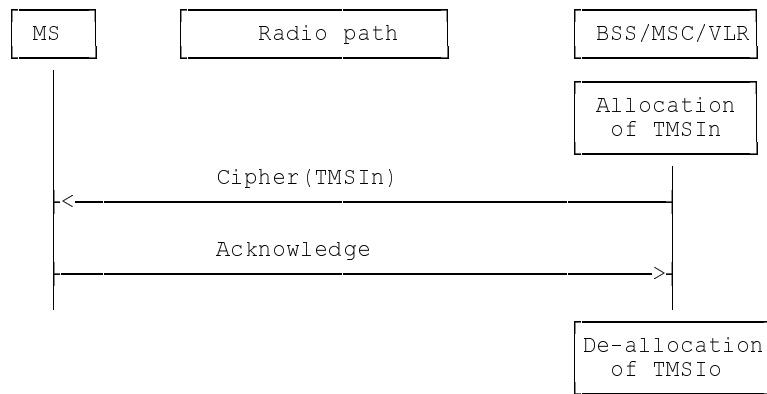 MS
Radio path
BSS/MSC/VLR
Allocation
of TMSIn
Cipher(TMSIn)
Acknowledge
De-allocation
of TMSIo